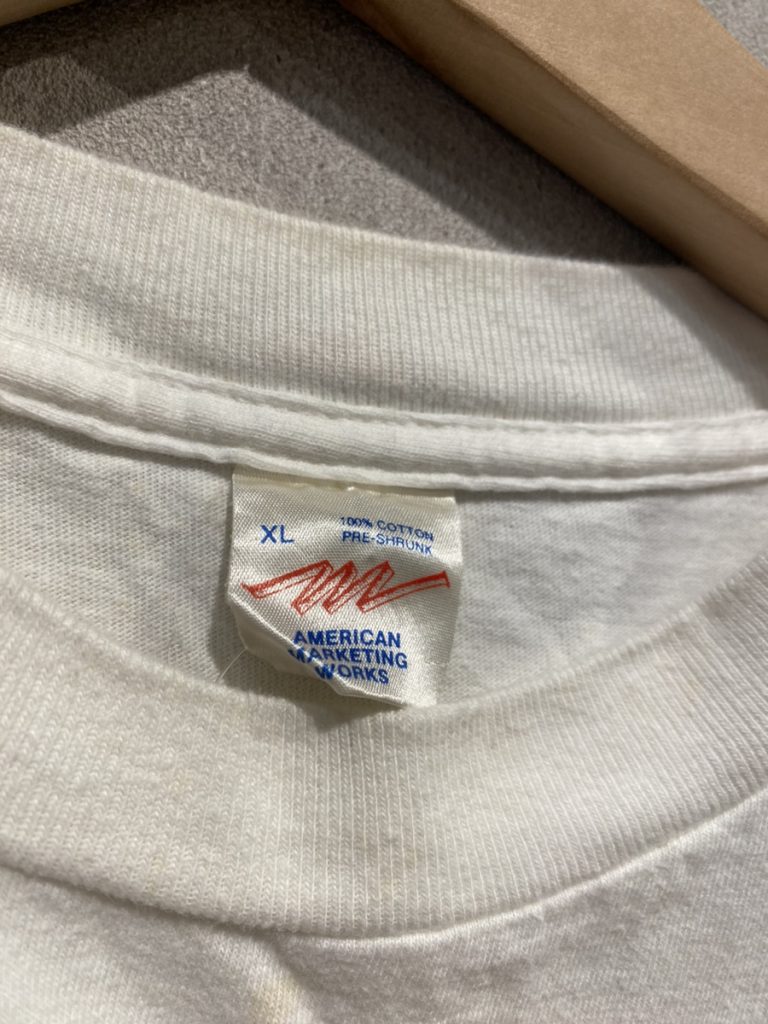 XL
100% COTTON
PRE-SHRUNK
AMERICAN
MARKETING
WORKS